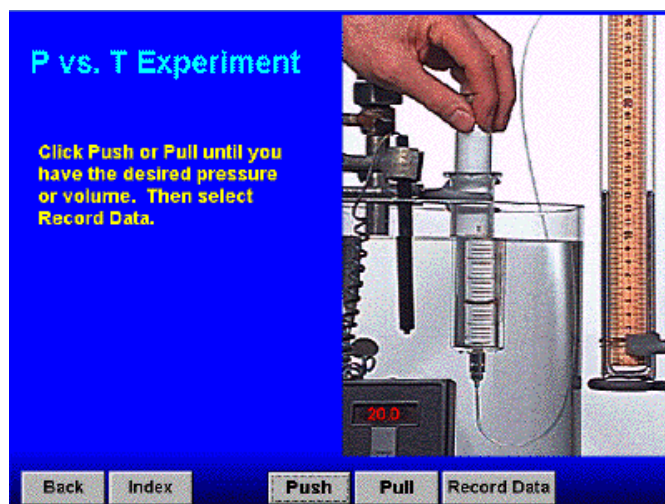 P vs. T Experiment
Click Push or Pull until you
have the desired pressure
or volume. Then select
Record Data.
20.0
Back
Index
Push
Pull
Record Data